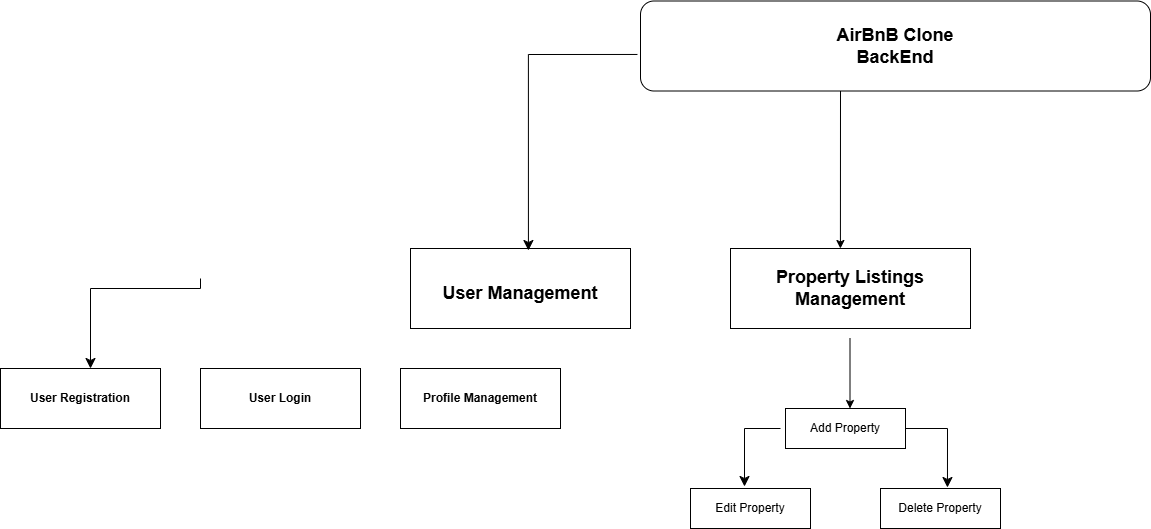 AirBnB Clone
BackEnd
User Management
Property Listings
Management
User Registration
User Login
Profile Management
Add Property
Edit Property
Delete Property